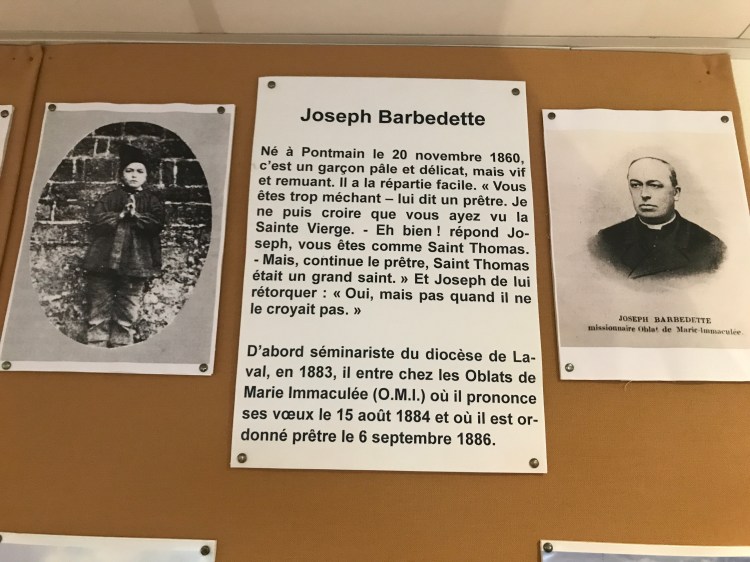 Joseph Barbedette
Né à Pontmain le 20 novembre 1860,
c'est un garçon pâle et délicat, mais vif
et remuant. Il a la répartie facile. « Vous
êtes trop méchant – lui dit un prêtre. Je
ne puis croire que vous ayez vu la
Sainte Vierge. - Eh bien ! répond Jo-
seph, vous êtes comme Saint Thomas.
- Mais, continue le prêtre, Saint Thomas
était un grand saint. » Et Joseph de lui
rétorquer : « Oui, mais pas quand il ne
le croyait pas. »
D'abord séminariste du diocèse de La-
val, en 1883, il entre chez les Oblats de
Marie Immaculée (O.M.I.) où il prononce
ses vœux le 15 août 1884 et où il est or-
donné prêtre le 6 septembre 1886.
JOSEPH BARBEDETTE
missionnaire Oblat de Marie-Immaculée.